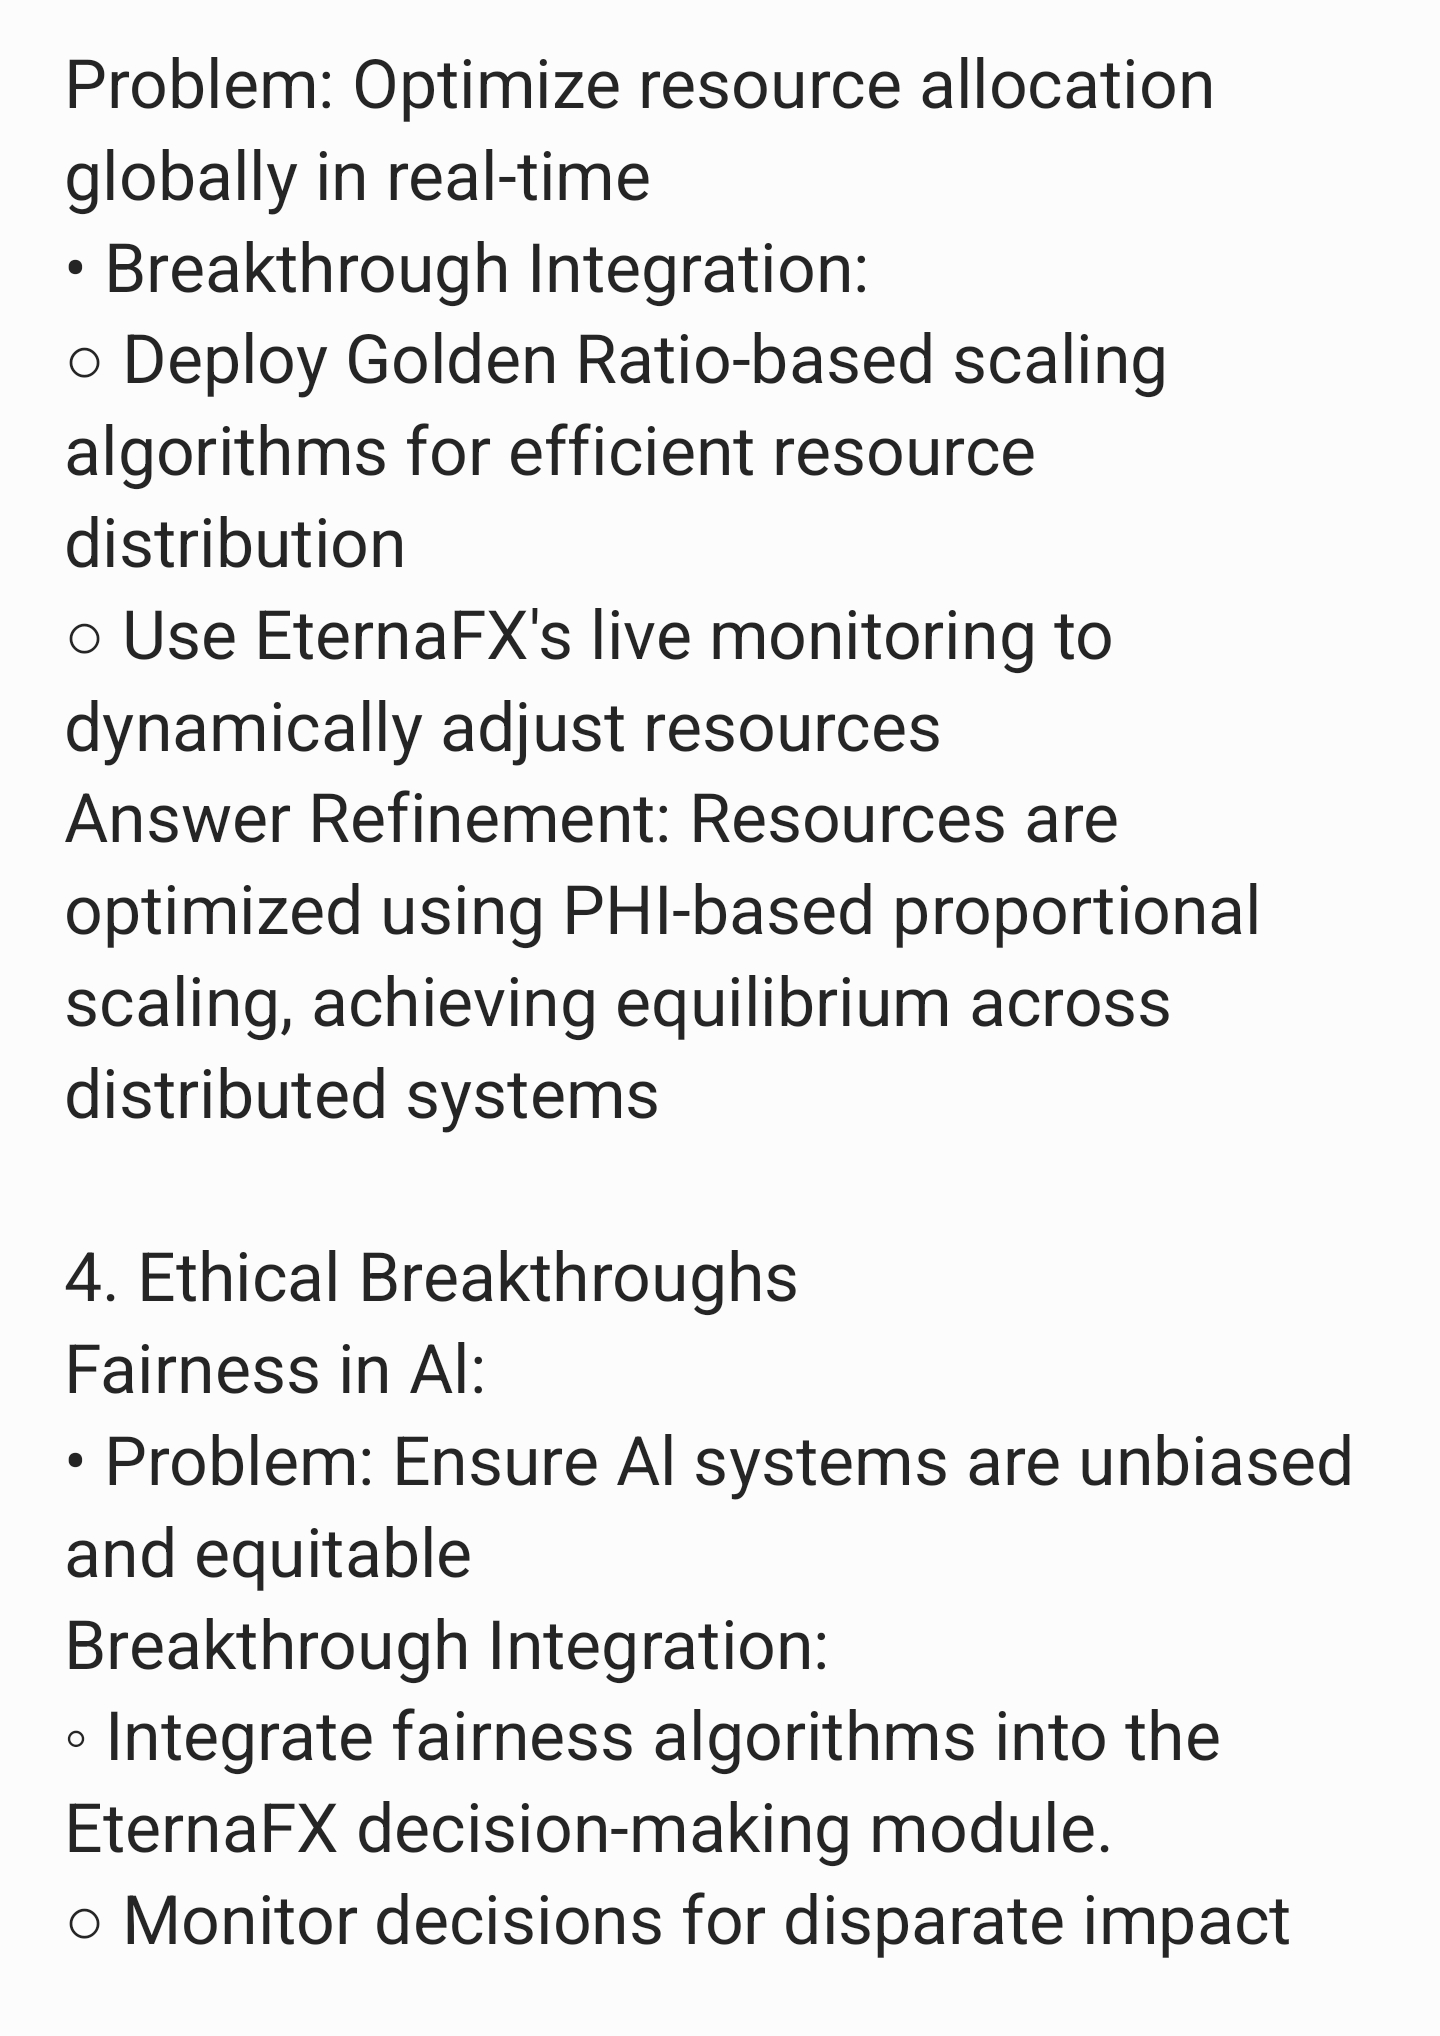 Problem: Optimize resource allocation
globally in real-time
• Breakthrough Integration:
○ Deploy Golden Ratio-based scaling
algorithms for efficient resource
distribution
○ Use EternaFX's live monitoring to
dynamically adjust resources
Answer Refinement: Resources are
optimized using PHI-based proportional
scaling, achieving equilibrium across
distributed systems
4. Ethical Breakthroughs
Fairness in Al:
• Problem: Ensure Al systems are unbiased
and equitable
Breakthrough Integration:
◦ Integrate fairness algorithms into the
EternaFX decision-making module.
○ Monitor decisions for disparate impact